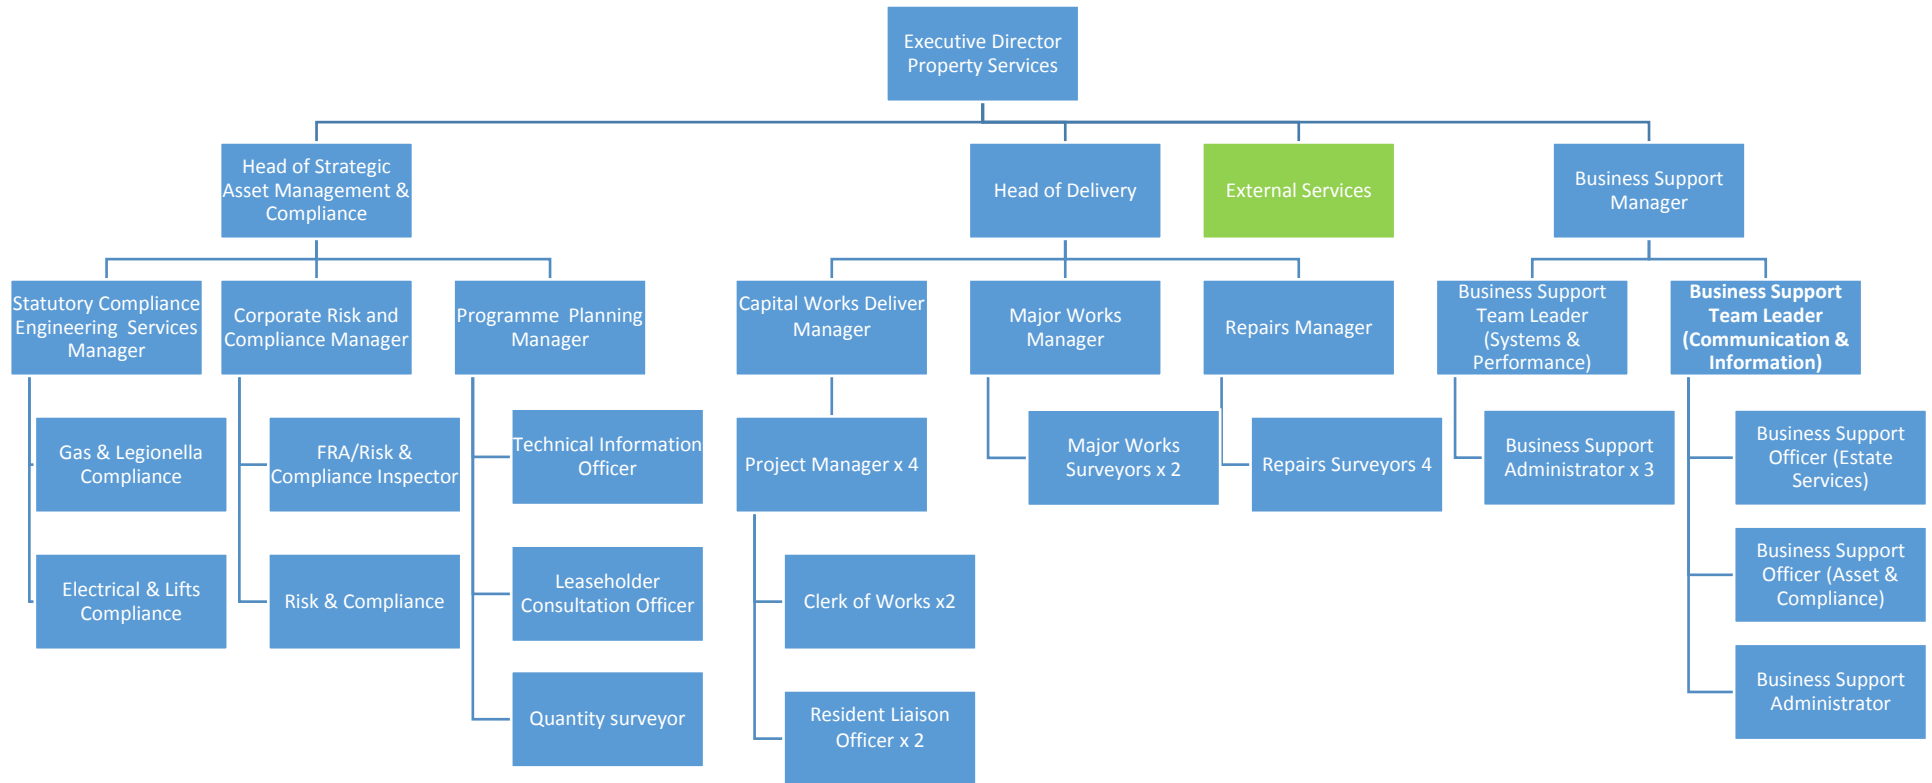 Executive Director
Property Services
Head of Strategic
Asset Management &
Compliance
Head of Delivery
External Services
Business Support
Manager
Statutory Compliance
Engineering Services
Manager
Corporate Risk and
Compliance Manager
Programme Planning
Manager
Capital Works Deliver
Manager
Major Works
Manager
Repairs Manager
Business Support
Team Leader
(Systems &
Performance)
Business Support
Team Leader
(Communication &
Information)
Gas & Legionella
Compliance
FRA/Risk &
Compliance Inspector
Technical Information
Officer
Project Manager x 4
Major Works
Surveyors x 2
Repairs Surveyors 4
Business Support
Administrator x 3
Business Support
Officer (Estate
Services)
Electrical & Lifts
Compliance
Risk & Compliance
Leaseholder
Consultation Officer
Clerk of Works x2
Business Support
Officer (Asset &
Compliance)
Quantity surveyor
Resident Liaison
Officer x 2
Business Support
Administrator